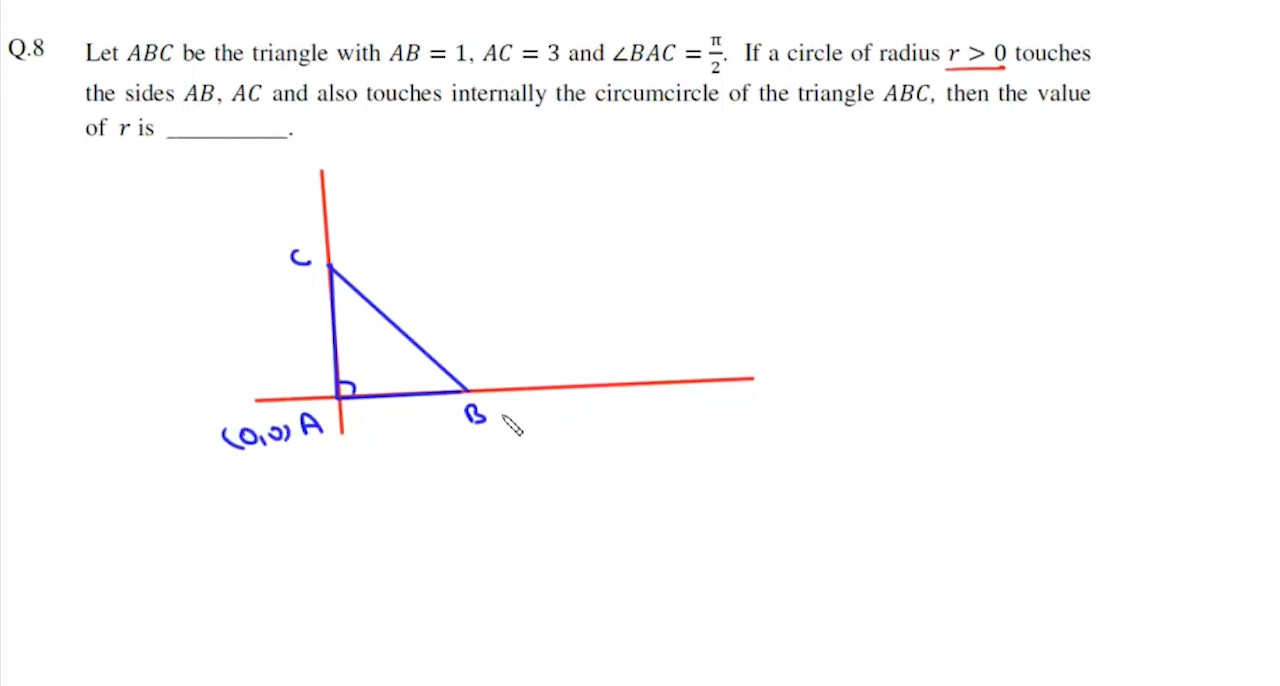 Q.8 Let ABC be the triangle with AB = 1, AC = 3 and ∠BAC = π/2. If a circle of radius r > 0 touches
the sides AB, AC and also touches internally the circumcircle of the triangle ABC, then the value
of r is __________.
C
B
(0,0) A